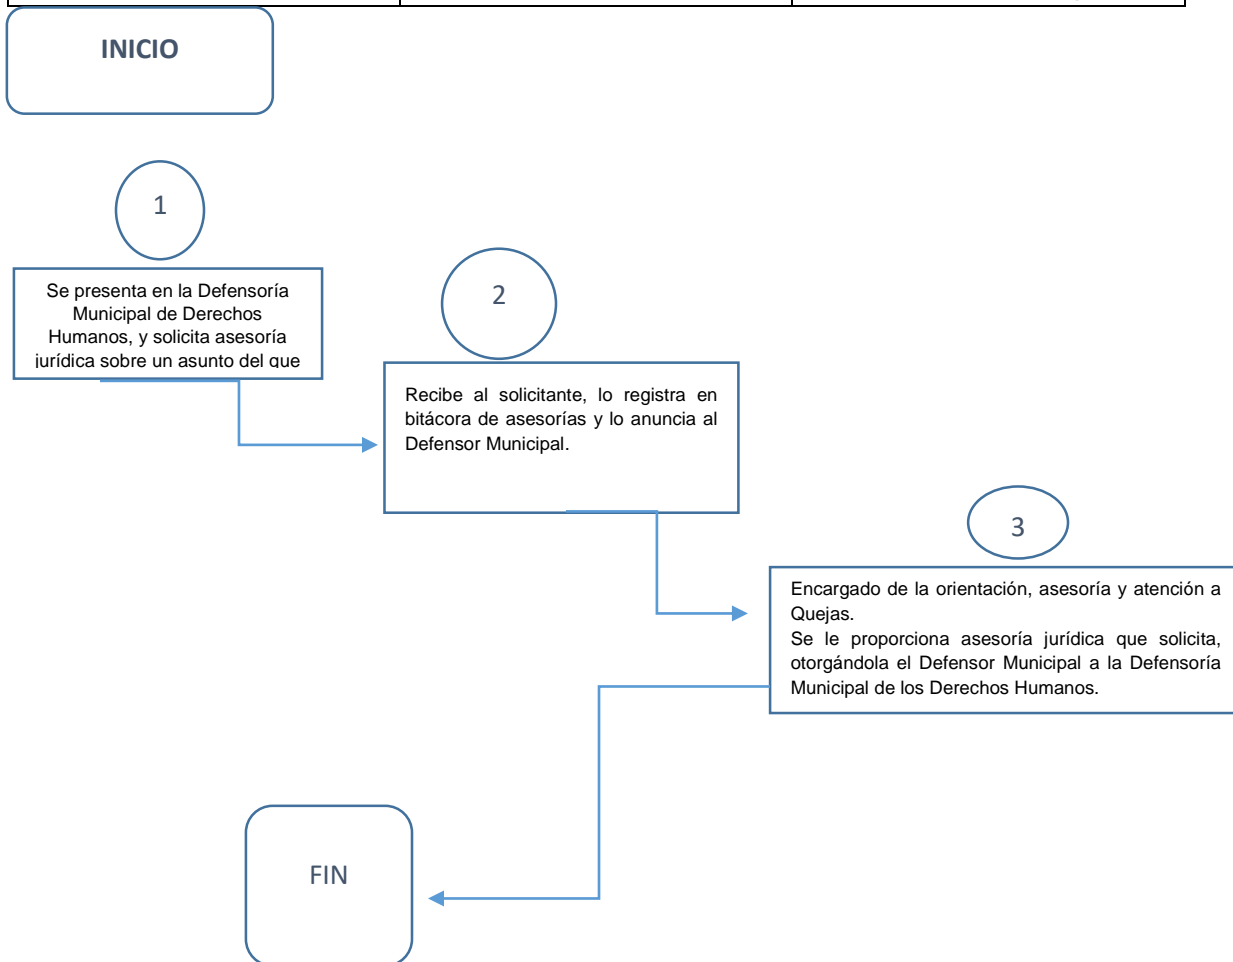 INICIO
1
Se presenta en la Defensoría
Municipal de Derechos
Humanos, y solicita asesoría
jurídica sobre un asunto del que
2
Recibe al solicitante, lo registra en
bitácora de asesorías y lo anuncia al
Defensor Municipal.
3
Encargado de la orientación, asesoría y atención a
Quejas.
Se le proporciona asesoría jurídica que solicita,
otorgándola el Defensor Municipal a la Defensoría
Municipal de los Derechos Humanos.
FIN